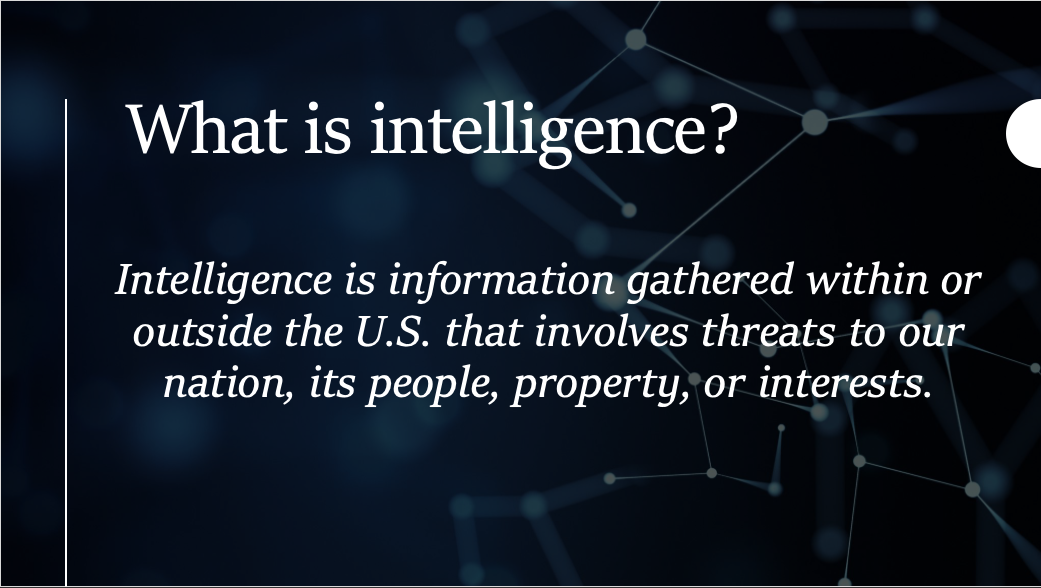 What is intelligence?
Intelligence is information gathered within or
outside the U.S. that involves threats to our
nation, its people, property, or interests.